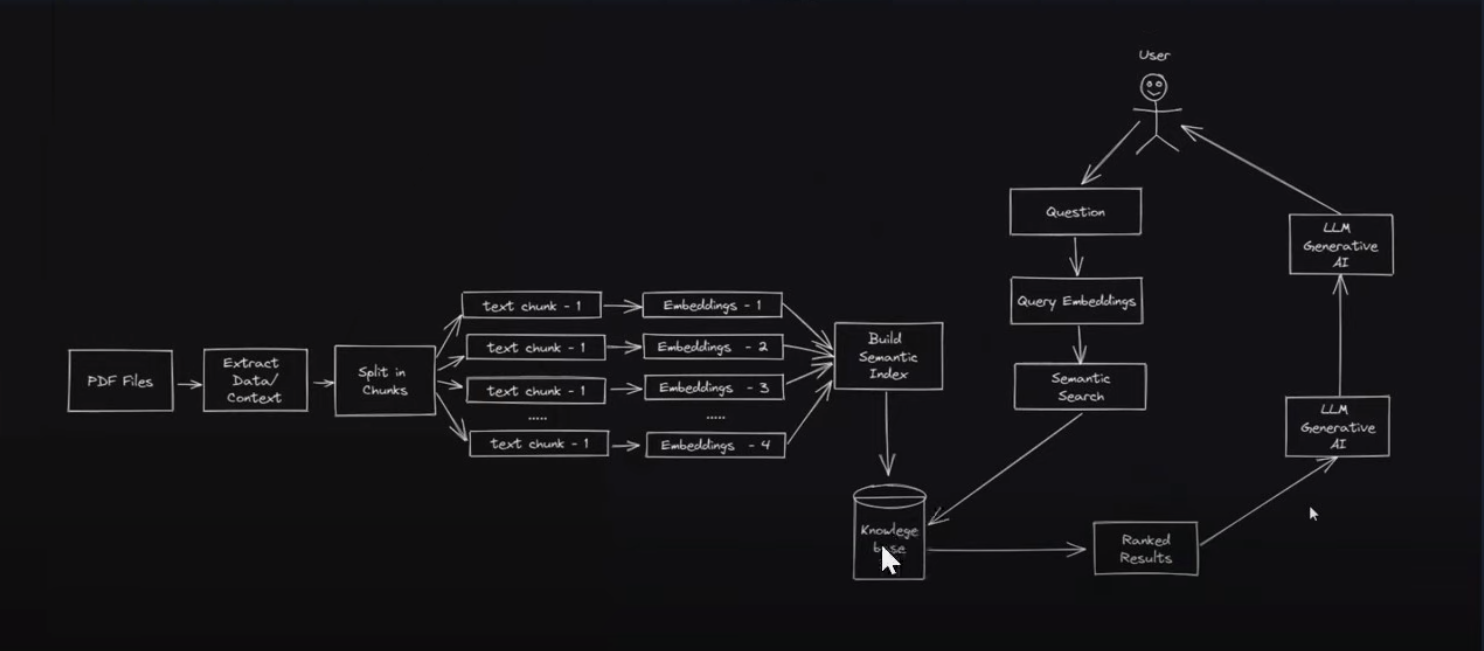 User
Question
Query Embeddings
Semantic
Search
LLM
Generative
AI
LLM
Generative
AI
PDF Files
Extract
Data/
Context
Split in
Chunks
text chunk - 1
text chunk - 1
text chunk - 1
.....
text chunk - 1
Embeddings - 1
Embeddings - 2
Embeddings - 3
.....
Embeddings - 4
Build
Semantic
Index
Knowlege
base
Ranked
Results